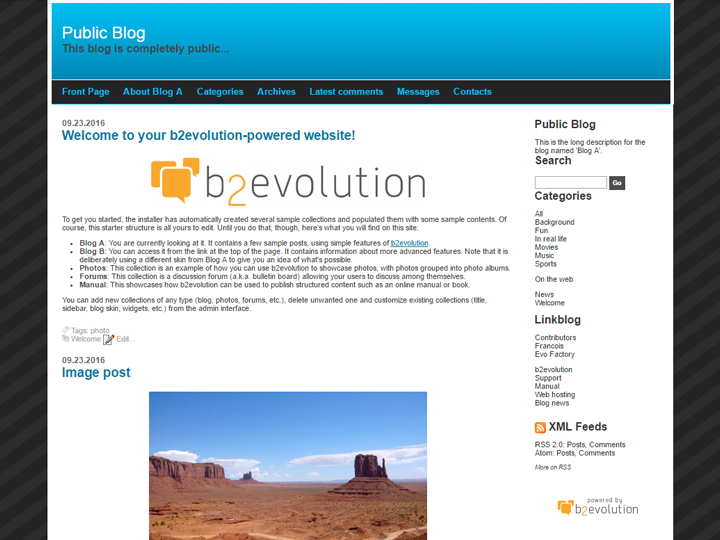 Public Blog
This blog is completely public...
Front Page About Blog A Categories Archives Latest comments Messages Contacts
09.23.2016
Welcome to your b2evolution-powered website!
b2evolution
To get you started, the installer has automatically created several sample collections and populated them with some sample contents. Of
course, this starter structure is all yours to edit. Until you do that, though, here's what you will find on this site:
Blog A: You are currently looking at it. It contains a few sample posts, using simple features of b2evolution.
Blog B: You can access it from the link at the top of the page. It contains information about more advanced features. Note that it is
deliberately using a different skin from Blog A to give you an idea of what's possible.
Photos: This collection is an example of how you can use b2evolution to showcase photos, with photos grouped into photo albums.
Forums: This collection is a discussion forum (a.k.a. bulletin board) allowing your users to discuss among themselves.
Manual: This showcases how b2evolution can be used to publish structured content such as an online manual or book.
You can add new collections of any type (blog, photos, forums, etc.), delete unwanted one and customize existing collections (title,
sidebar, blog skin, widgets, etc.) from the admin interface.
Tags: photo
Welcome Edit...
09.23.2016
Image post
Public Blog
This is the long description for the
blog named 'Blog A'.
Search
Go
Categories
All
Background
Fun
In real life
Movies
Music
Sports
On the web
News
Welcome
Linkblog
Contributors
Francois
Evo Factory
b2evolution
Support
Manual
Web hosting
Blog news
XML Feeds
RSS 2.0: Posts, Comments
Atom: Posts, Comments
More on RSS
powered by
b2evolution